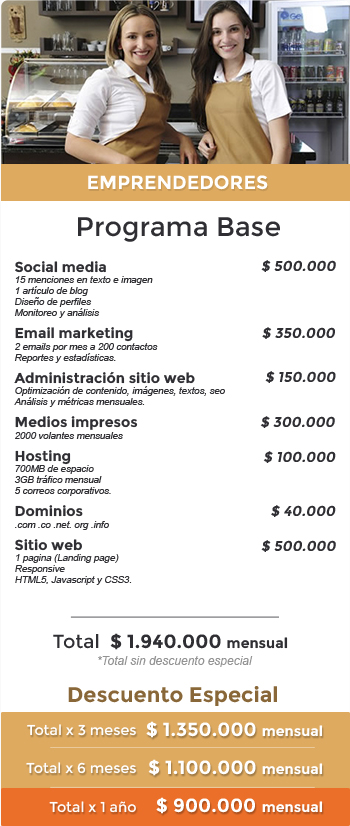 EMPRENDEDORES
Programa Base
Social media $ 500.000
15 menciones en texto e imagen
1 artículo de blog
Diseño de perfiles
Monitoreo y análisis
Email marketing $ 350.000
2 emails por mes a 200 contactos
Reportes y estadísticas.
Administración sitio web $ 150.000
Optimización de contenido, imágenes, textos, seo
Análisis y métricas mensuales.
Medios impresos $ 300.000
2000 volantes mensuales
Hosting $ 100.000
700MB de espacio
3GB tráfico mensual
5 correos corporativos.
Dominios $ 40.000
.com .co .net. org .info
Sitio web $ 500.000
1 pagina (Landing page)
Responsive
HTML5, Javascript y CSS3.
Total $ 1.940.000 mensual
*Total sin descuento especial
Descuento Especial
Total x 3 meses $ 1.350.000 mensual
Total x 6 meses $ 1.100.000 mensual
Total x 1 año $ 900.000 mensual